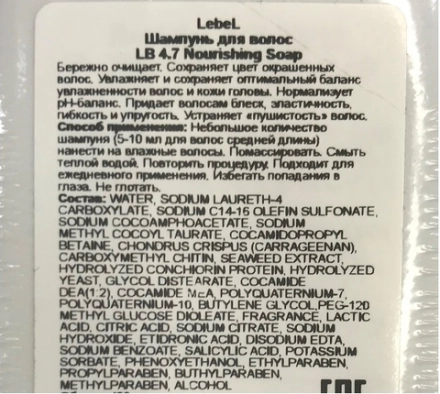 LebeL
Шампунь для волос
LB 4.7 Nourishing Soap
Бережно очищает. Сохраняет цвет окрашенных
волос. Увлажняет и сохраняет оптимальный баланс
увлажненности волос и кожи головы. Нормализует
pH-баланс. Придает волосам блеск, эластичность,
гибкость и упругость. Устраняет «пушистость» волос.
Способ применения: Небольшое количество
шампуня (5-10 мл для волос средней длины)
нанести на влажные волосы. Помассировать. Смыть
теплой водой. Повторить процедуру. Подходит для
ежедневного применения. Избегать попадания в
глаза. Не глотать.
Состав: WATER, SODIUM LAURETH-4
CARBOXYLATE, SODIUM C14-16 OLEFIN SULFONATE,
SODIUM COCOAMPHOACETATE, SODIUM
METHYL COCOYL TAURATE, COCAMIDOPROPYL
BETAINE, CHONDRUS CRISPUS (CARRAGEENAN),
CARBOXYMETHYL CHITIN, SEAWEED EXTRACT,
HYDROLYZED CONCHIORIN PROTEIN, HYDROLYZED
YEAST, GLYCOL DISTEARATE, COCAMIDE
DEA(1:2), COCAMIDE MEA, POLYQUATERNIUM-7,
POLYQUATERNIUM-10, BUTYLENE GLYCOL,PEG-120
METHYL GLUCOSE DIOLEATE, FRAGRANCE, LACTIC
ACID, CITRIC ACID, SODIUM CITRATE, SODIUM
HYDROXIDE, ETIDRONIC ACID, DISODIUM EDTA,
SODIUM BENZOATE, SALICYLIC ACID, POTASSIUM
SORBATE, PHENOXYETHANOL, ETHYLPARABEN,
PROPYLPARABEN, BUTHYLPARABEN,
METHYLPARABEN, ALCOHOL